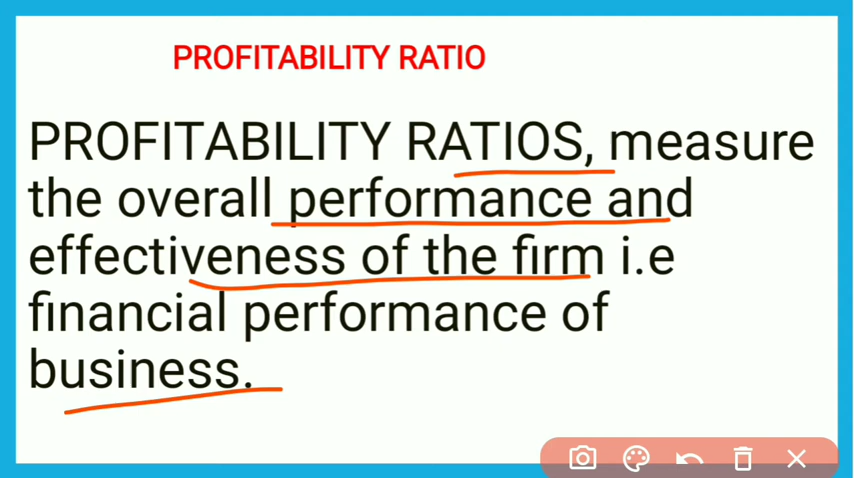 PROFITABILITY RATIO
PROFITABILITY RATIOS, measure
the overall performance and
effectiveness of the firm i.e
financial performance of
business.